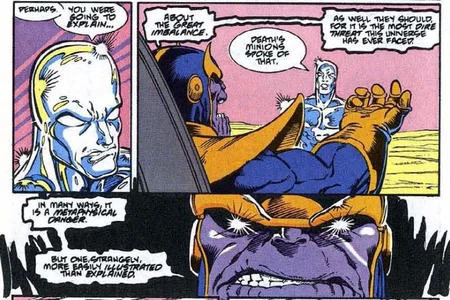 PERHAPS.
YOU WERE
GOING TO
EXPLAIN...
ABOUT
THE GREAT
IMBALANCE.
DEATH'S
MINIONS
SPOKE OF
THAT.
AS WELL THEY SHOULD,
FOR IT IS THE MOST DIRE
THREAT THIS UNIVERSE
HAS EVER FACED.
IN MANY WAYS, IT
IS A METAPHYSICAL
DANGER.
BUT ONE, STRANGELY,
MORE EASILY ILLUSTRATED
THAN EXPLAINED.